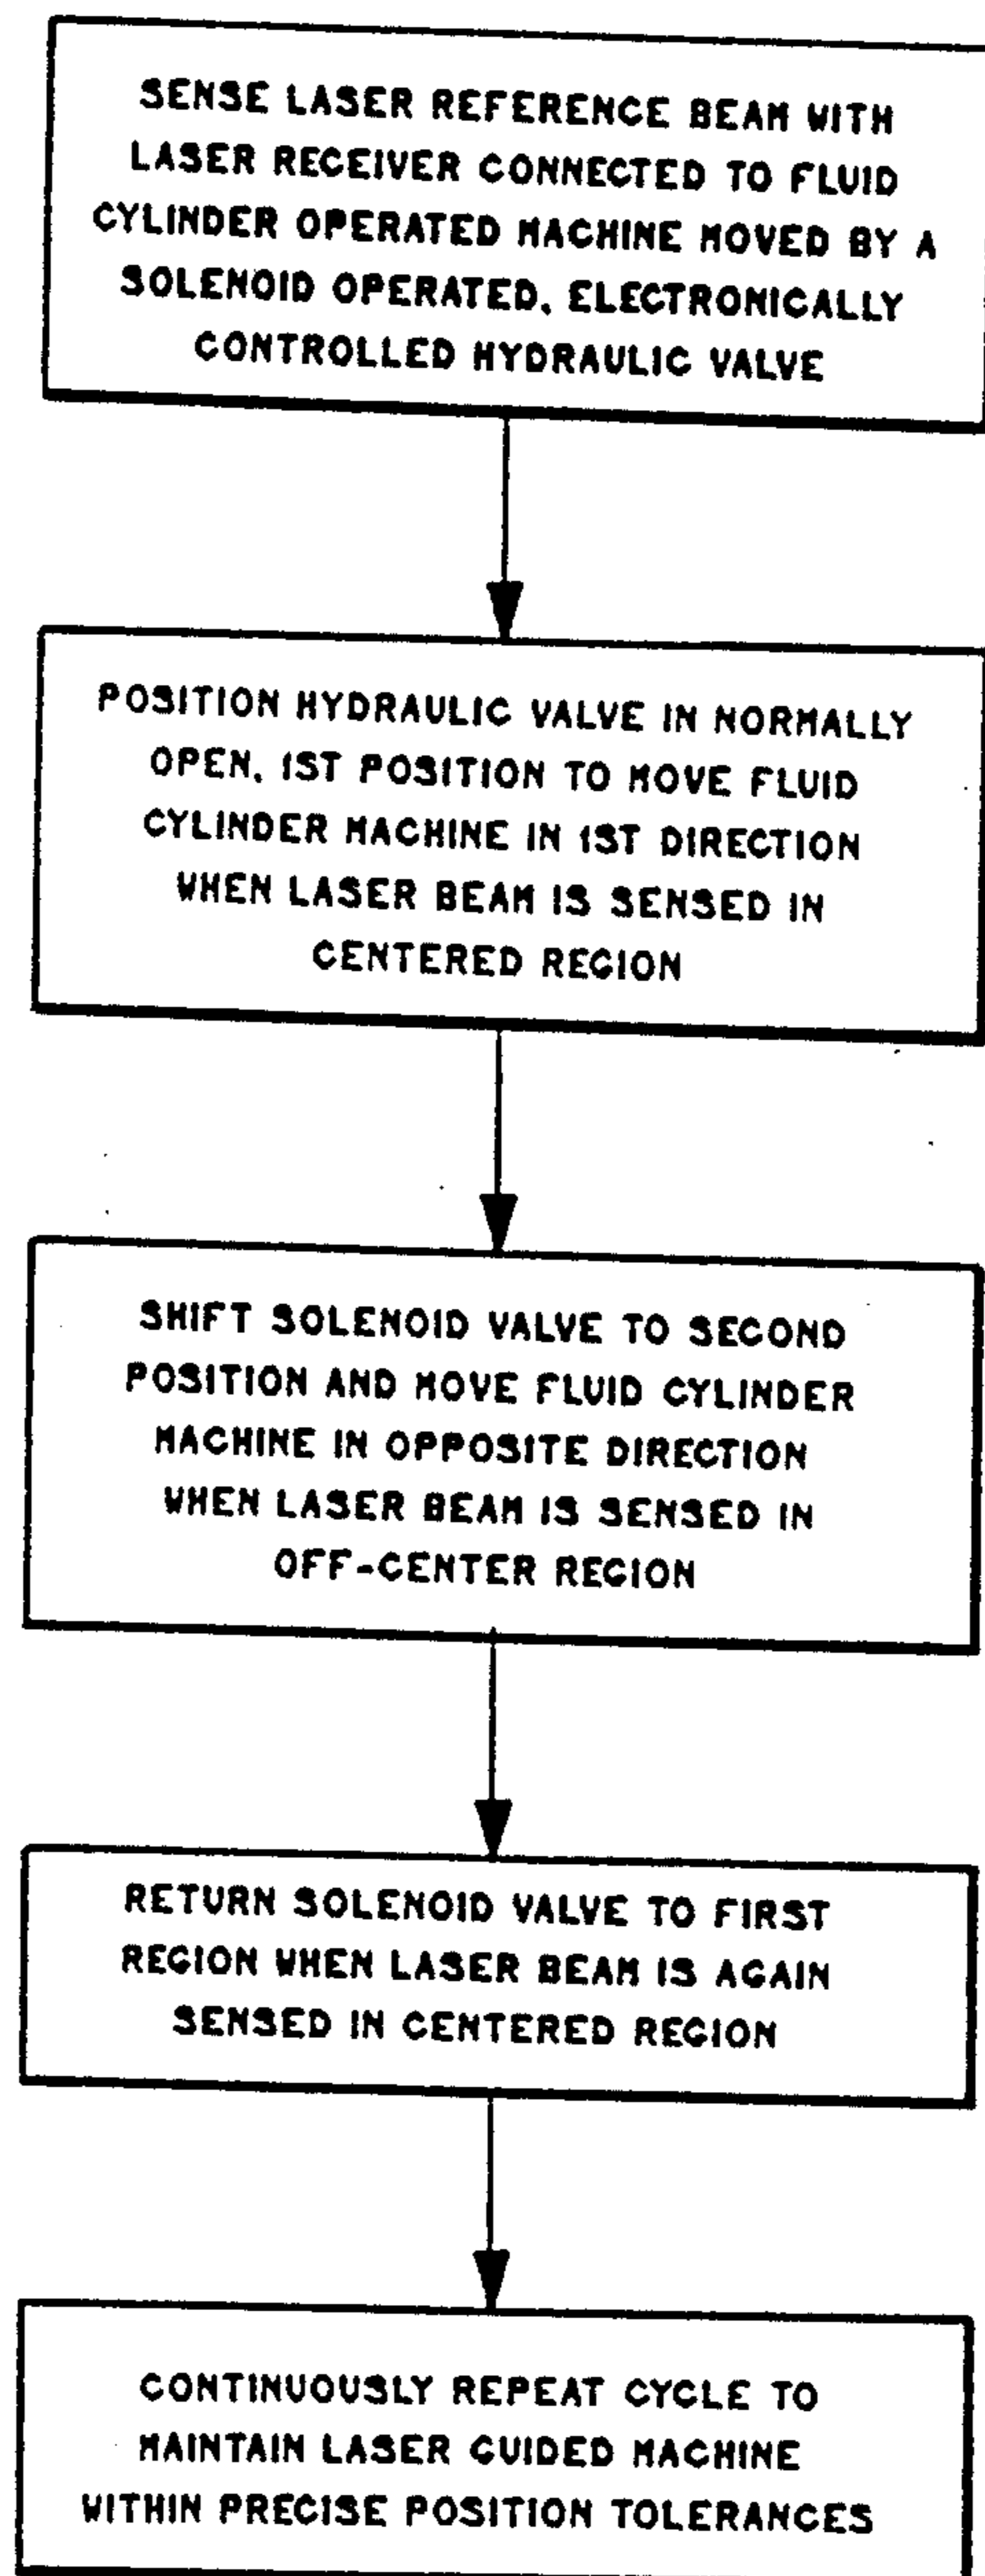 SENSE LASER REFERENCE BEAM WITH
LASER RECEIVER CONNECTED TO FLUID
CYLINDER OPERATED MACHINE MOVED BY A
SOLENOID OPERATED, ELECTRONICALLY
CONTROLLED HYDRAULIC VALVE
POSITION HYDRAULIC VALVE IN NORMALLY
OPEN, 1ST POSITION TO MOVE FLUID
CYLINDER MACHINE IN 1ST DIRECTION
WHEN LASER BEAM IS SENSED IN
CENTERED REGION
SHIFT SOLENOID VALVE TO SECOND
POSITION AND MOVE FLUID CYLINDER
MACHINE IN OPPOSITE DIRECTION
WHEN LASER BEAM IS SENSED IN
OFF-CENTER REGION
RETURN SOLENOID VALVE TO FIRST
REGION WHEN LASER BEAM IS AGAIN
SENSED IN CENTERED REGION
CONTINUOUSLY REPEAT CYCLE TO
MAINTAIN LASER GUIDED MACHINE
WITHIN PRECISE POSITION TOLERANCES